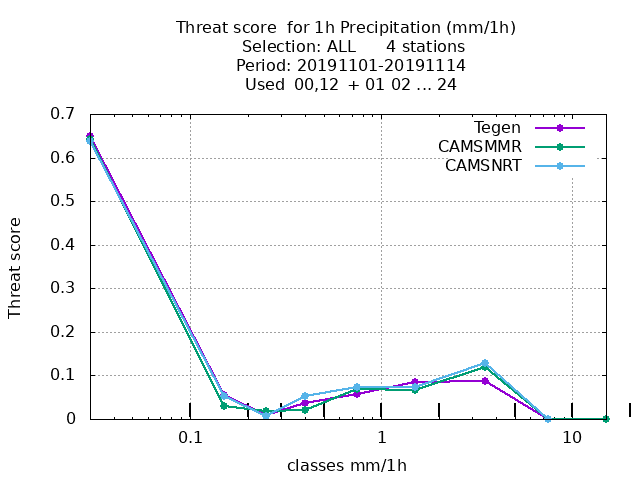 Threat score  for 1h Precipitation (mm/1h)
Selection: ALL      4 stations
Period: 20191101-20191114
Used  00,12  + 01 02 ... 24
0.7
0.6
0.5
0.4
0.3
0.2
0.1
0
Threat score
Tegen
CAMSMMR
CAMSNRT
0.1
1
10
classes mm/1h